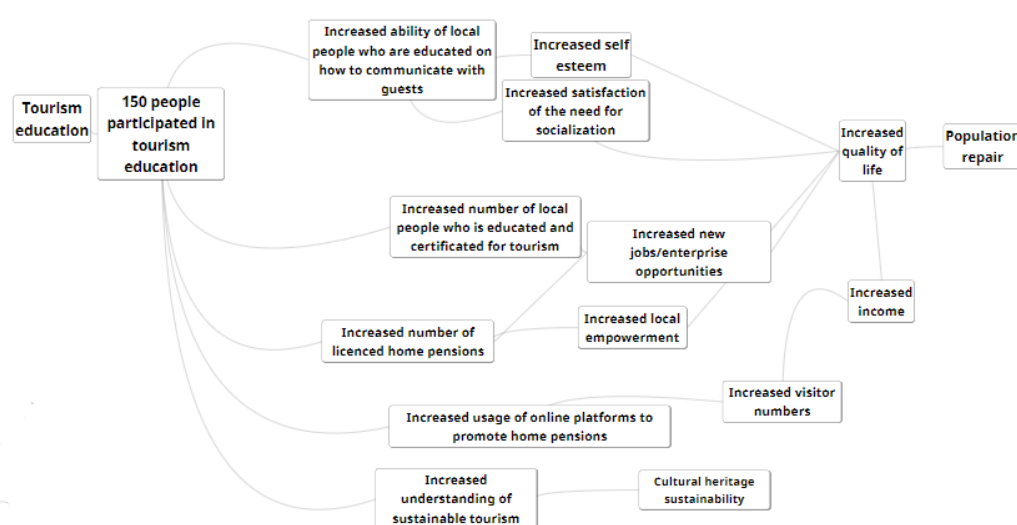 Tourism
education
150 people
participated in
tourism
education
Increased ability of local
people who are educated on
how to communicate with
guests
Increased self
esteem
Increased satisfaction
of the need for
socialization
Increased
quality of
life
Population
repair
Increased number of local
people who is educated and
certificated for tourism
Increased new
jobs/enterprise
opportunities
Increased
income
Increased number of
licenced home pensions
Increased local
empowerment
Increased visitor
numbers
Increased usage of online platforms to
promote home pensions
Increased
understanding of
sustainable tourism
Cultural heritage
sustainability